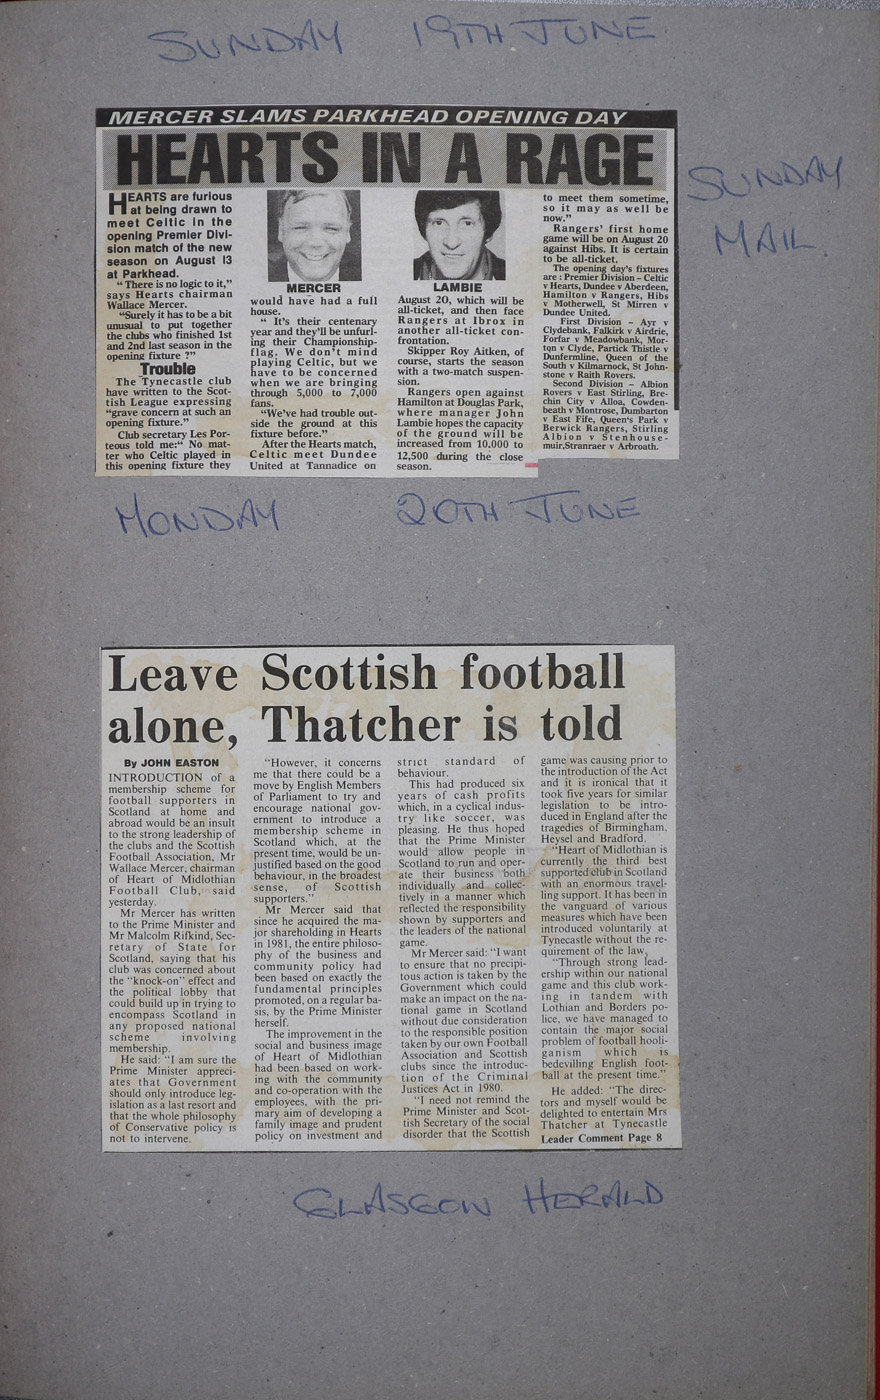 SUNDAY 19TH JUNE
MERCER SLAMS PARKHEAD OPENING DAY
HEARTS IN A RAGE
SUNDAY
MAIL
HEARTS are furious
at being drawn to
meet Celtic in the
opening Premier Divi-
sion match of the new
season on August 13
at Parkhead.
“There is no logic to it,”
says Hearts chairman
Wallace Mercer.
“Surely it has to be a bit
unusual to put together
the clubs who finished 1st
and 2nd last season in the
opening fixture ?”
Trouble
The Tynecastle club
have written to the Scot-
tish League expressing
“grave concern at such an
opening fixture.”
Club secretary Les Por-
teous told me:“ No mat-
ter who Celtic played in
this opening fixture they
MERCER
would have had a full
house.
“ It's their centenary
year and they'll be unfurl-
ing their Championship-
flag. We don't mind
playing Celtic, but we
have to be concerned
when we are bringing
through 5,000 to 7,000
fans.
“We've had trouble out-
side the ground at this
fixture before.”
After the Hearts match,
Celtic meet Dundee
United at Tannadice on
LAMBIE
August 20, which will be
all-ticket, and then face
Rangers at Ibrox in
another all-ticket con-
frontation.
Skipper Roy Aitken, of
course, starts the season
with a two-match suspen-
sion.
Rangers open against
Hamilton at Douglas Park,
where manager John
Lambie hopes the capacity
of the ground will be
increased from 10,000 to
12,500 during the close
season.
to meet them sometime,
so it may as well be
now.”
Rangers' first home
game will be on August 20
against Hibs. It is certain
to be all-ticket.
The opening day's fixtures
are : Premier Division – Celtic
v Hearts, Dundee v Aberdeen,
Hamilton v Rangers, Hibs
v Motherwell, St Mirren v
Dundee United.
First Division – Ayr v
Clydebank, Falkirk v Airdrie,
Forfar v Meadowbank, Mor-
ton v Clyde, Partick Thistle v
Dunfermline, Queen of the
South v Kilmarnock, St John-
stone v Raith Rovers.
Second Division – Albion
Rovers v East Stirling, Bre-
chin City v Alloa, Cowden-
beath v Montrose, Dumbarton
v East Fife, Queen's Park v
Berwick Rangers, Stirling
Albion v Stenhouse-
muir,Stranraer v Arbroath.
MONDAY 20TH JUNE
Leave Scottish football
alone, Thatcher is told
By JOHN EASTON
INTRODUCTION of a
membership scheme for
football supporters in
Scotland at home and
abroad would be an insult
to the strong leadership of
the clubs and the Scottish
Football Association, Mr
Wallace Mercer, chairman
of Heart of Midlothian
Football Club, said
yesterday.
Mr Mercer has written
to the Prime Minister and
Mr Malcolm Rifkind, Sec-
retary of State for
Scotland, saying that his
club was concerned about
the “knock-on” effect and
the political lobby that
could build up in trying to
encompass Scotland in
any proposed national
scheme involving
membership.
He said: “I am sure the
Prime Minister appreci-
ates that Government
should only introduce leg-
islation as a last resort and
that the whole philosophy
of Conservative policy is
not to intervene.
“However, it concerns
me that there could be a
move by English Members
of Parliament to try and
encourage national gov-
ernment to introduce a
membership scheme in
Scotland which, at the
present time, would be un-
justified based on the good
behaviour, in the broadest
sense, of Scottish
supporters.”
Mr Mercer said that
since he acquired the ma-
jor shareholding in Hearts
in 1981, the entire philoso-
phy of the business and
community policy had
been based on exactly the
fundamental principles
promoted, on a regular ba-
sis, by the Prime Minister
herself.
The improvement in the
social and business image
of Heart of Midlothian
had been based on work-
ing with the community
and co-operation with the
employees, with the pri-
mary aim of developing a
family image and prudent
policy on investment and
strict standard of
behaviour.
This had produced six
years of cash profits
which, in a cyclical indus-
try like soccer, was
pleasing. He thus hoped
that the Prime Minister
would allow people in
Scotland to run and oper-
ate their business both
individually and collec-
tively in a manner which
reflected the responsibility
shown by supporters and
the leaders of the national
game.
Mr Mercer said: “I want
to ensure that no precipi-
tous action is taken by the
Government which could
make an impact on the na-
tional game in Scotland
without due consideration
to the responsible position
taken by our own Football
Association and Scottish
clubs since the introduc-
tion of the Criminal
Justices Act in 1980.
“I need not remind the
Prime Minister and Scot-
tish Secretary of the social
disorder that the Scottish
game was causing prior to
the introduction of the Act
and it is ironical that it
took five years for similar
legislation to be intro-
duced in England after the
tragedies of Birmingham,
Heysel and Bradford.
“Heart of Midlothian is
currently the third best
supported club in Scotland
with an enormous travel-
ling support. It has been in
the vanguard of various
measures which have been
introduced voluntarily at
Tynecastle without the re-
quirement of the law.
“Through strong lead-
ership within our national
game and this club work-
ing in tandem with
Lothian and Borders po-
lice, we have managed to
contain the major social
problem of football hooli-
ganism which is
bedevilling English foot-
ball at the present time.”
He added: “The direc-
tors and myself would be
delighted to entertain Mrs
Thatcher at Tynecastle
Leader Comment Page 8
GLASGOW HERALD